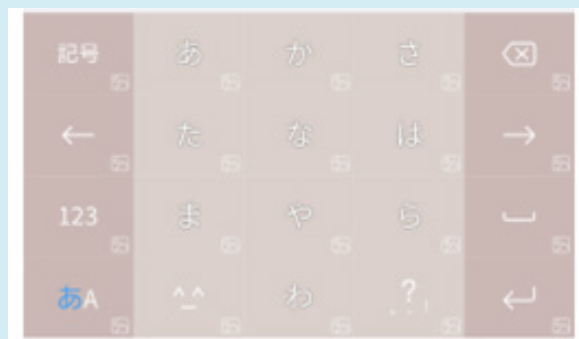 記号 あ か さ
← た な は →
123 ま や ら
あA ^_^ わ 、。?!